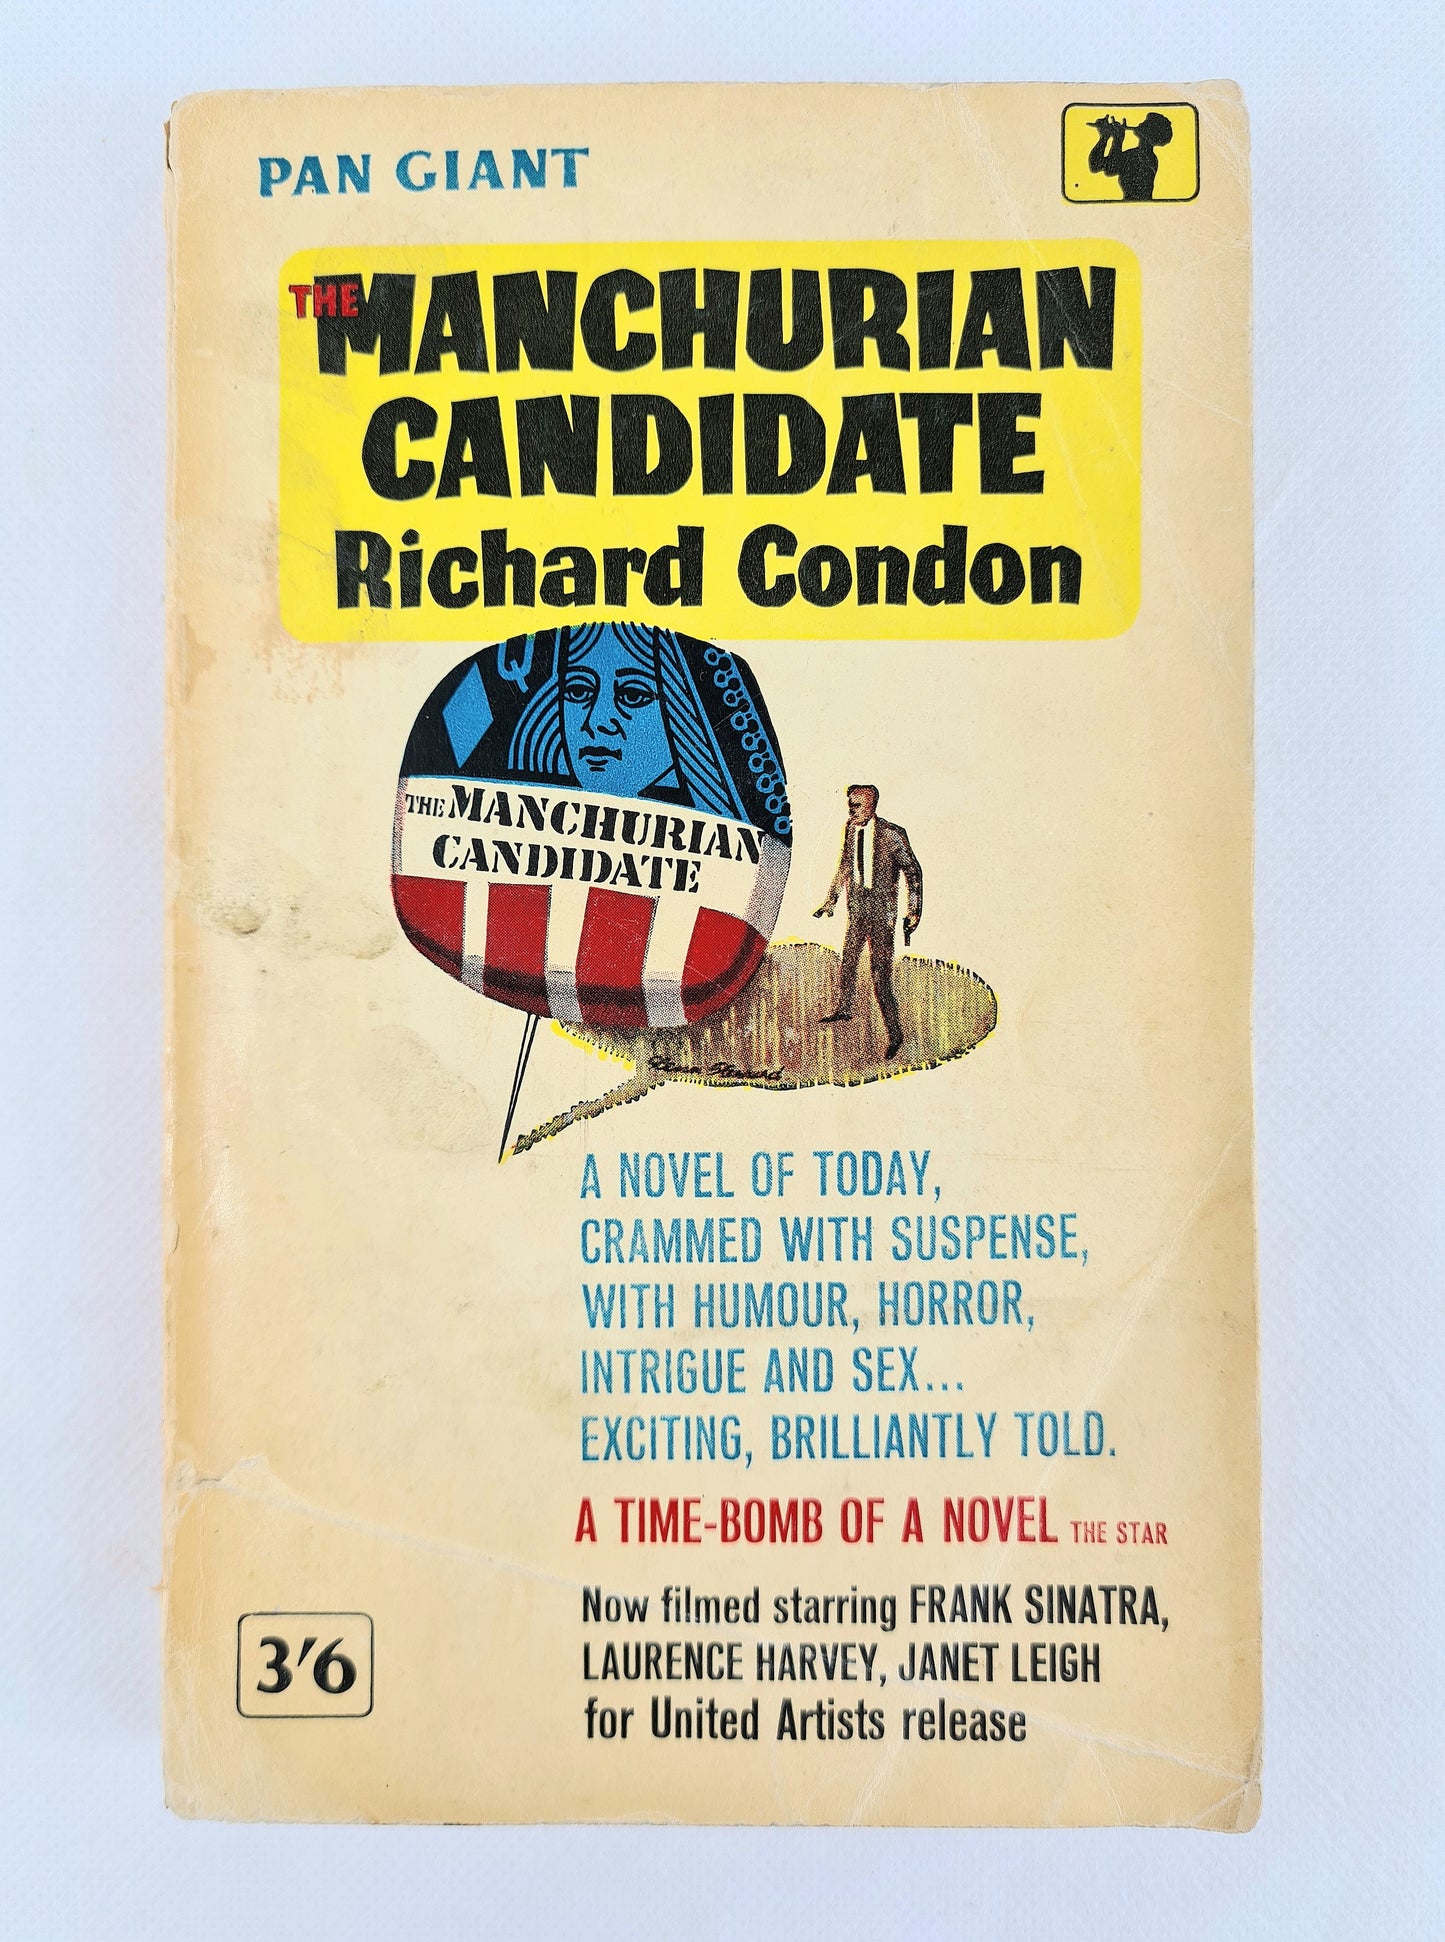 PAN GIANT
THE MANCHURIAN
CANDIDATE
Richard Condon
Q
THE MANCHURIAN
CANDIDATE
A NOVEL OF TODAY,
CRAMMED WITH SUSPENSE,
WITH HUMOUR, HORROR,
INTRIGUE AND SEX...
EXCITING, BRILLIANTLY TOLD.
A TIME-BOMB OF A NOVEL THE STAR
Now filmed starring FRANK SINATRA,
LAURENCE HARVEY, JANET LEIGH
for United Artists release
3'6